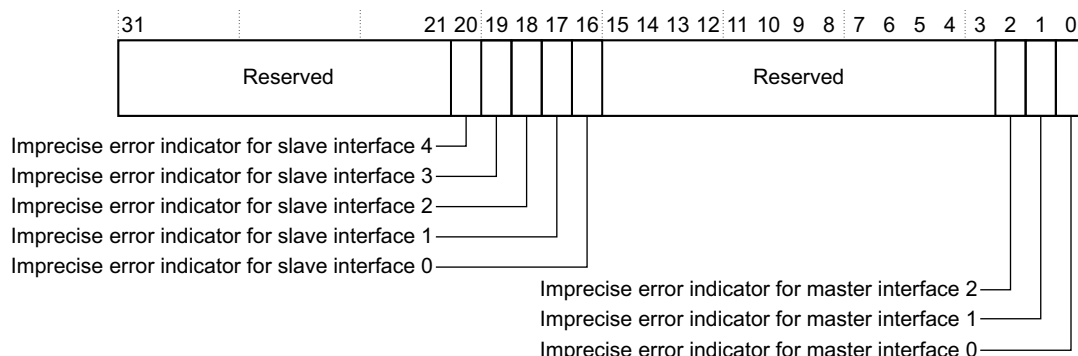 31 21 20 19 18 17 16 15 14 13 12 11 10 9 8 7 6 5 4 3 2 1 0
Reserved Reserved
Imprecise error indicator for slave interface 4
Imprecise error indicator for slave interface 3
Imprecise error indicator for slave interface 2
Imprecise error indicator for slave interface 1
Imprecise error indicator for slave interface 0
Imprecise error indicator for master interface 2
Imprecise error indicator for master interface 1
Imprecise error indicator for master interface 0